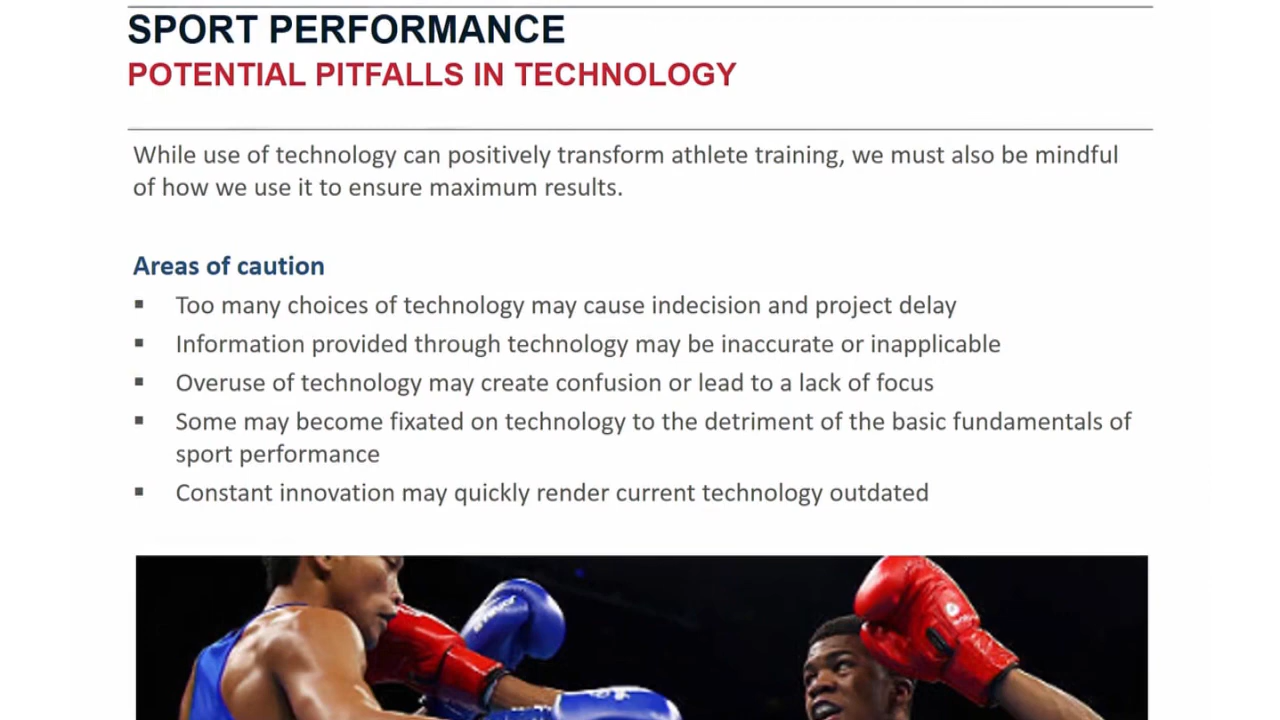 SPORT PERFORMANCE
POTENTIAL PITFALLS IN TECHNOLOGY
While use of technology can positively transform athlete training, we must also be mindful
of how we use it to ensure maximum results.
Areas of caution
▪ Too many choices of technology may cause indecision and project delay
▪ Information provided through technology may be inaccurate or inapplicable
▪ Overuse of technology may create confusion or lead to a lack of focus
▪ Some may become fixated on technology to the detriment of the basic fundamentals of
sport performance
▪ Constant innovation may quickly render current technology outdated